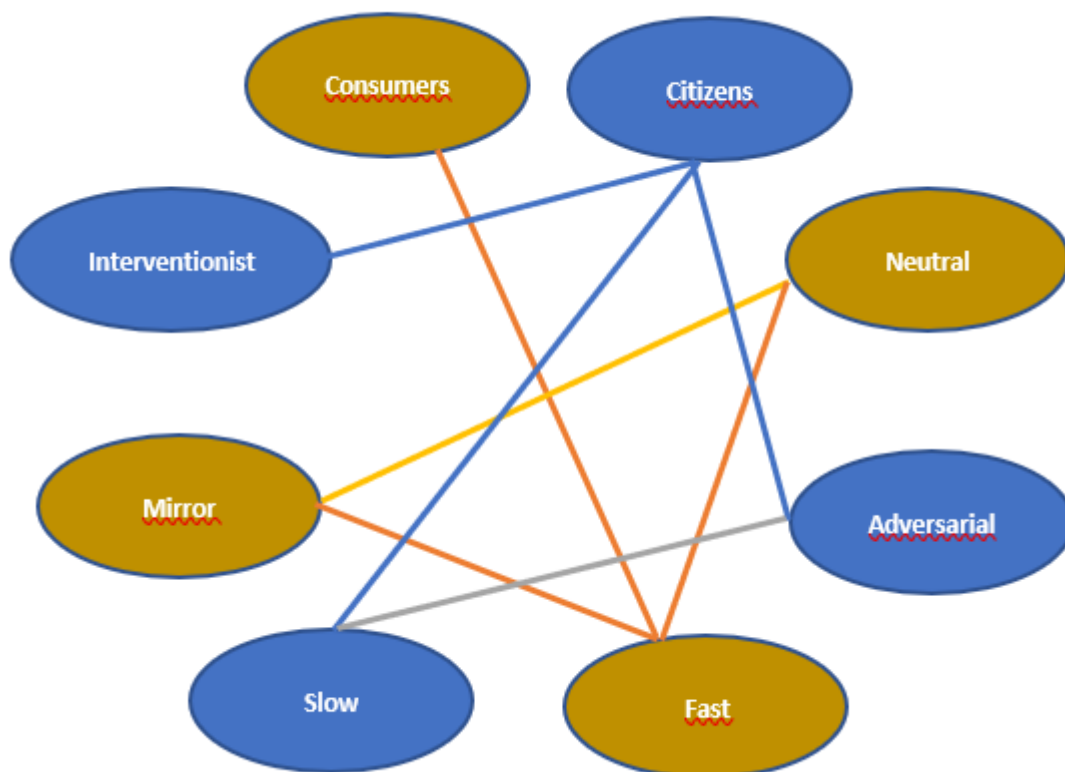 Consumers
Citizens
Interventionist
Neutral
Mirror
Adversarial
Slow
Fast